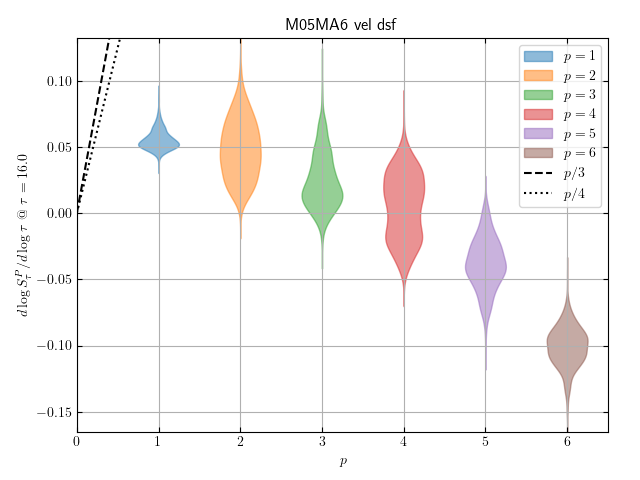 M05MA6 vel dsf
d log S_τ^P / d log τ @ τ = 16.0
0.10
0.05
0.00
−0.05
−0.10
−0.15
0
1
2
3
4
5
6
p
p = 1
p = 2
p = 3
p = 4
p = 5
p = 6
p/3
p/4